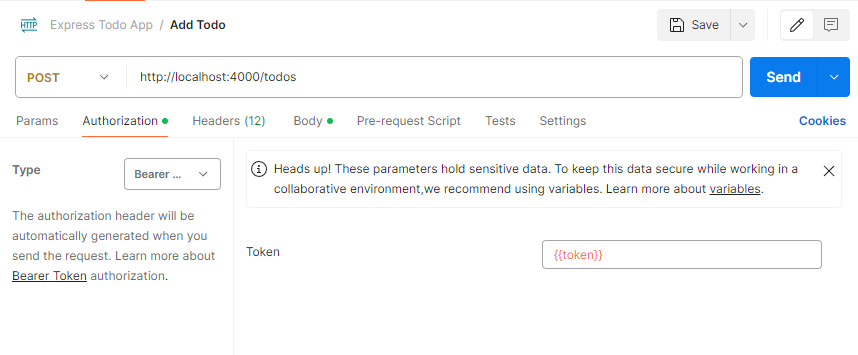 HTTP Express Todo App / Add Todo Save
POST http://localhost:4000/todos Send
Params Authorization Headers (12) Body Pre-request Script Tests Settings Cookies
Type Bearer ...
The authorization header will be
automatically generated when you
send the request. Learn more about
Bearer Token authorization.
Heads up! These parameters hold sensitive data. To keep this data secure while working in a
collaborative environment,we recommend using variables. Learn more about variables.
Token {{token}}